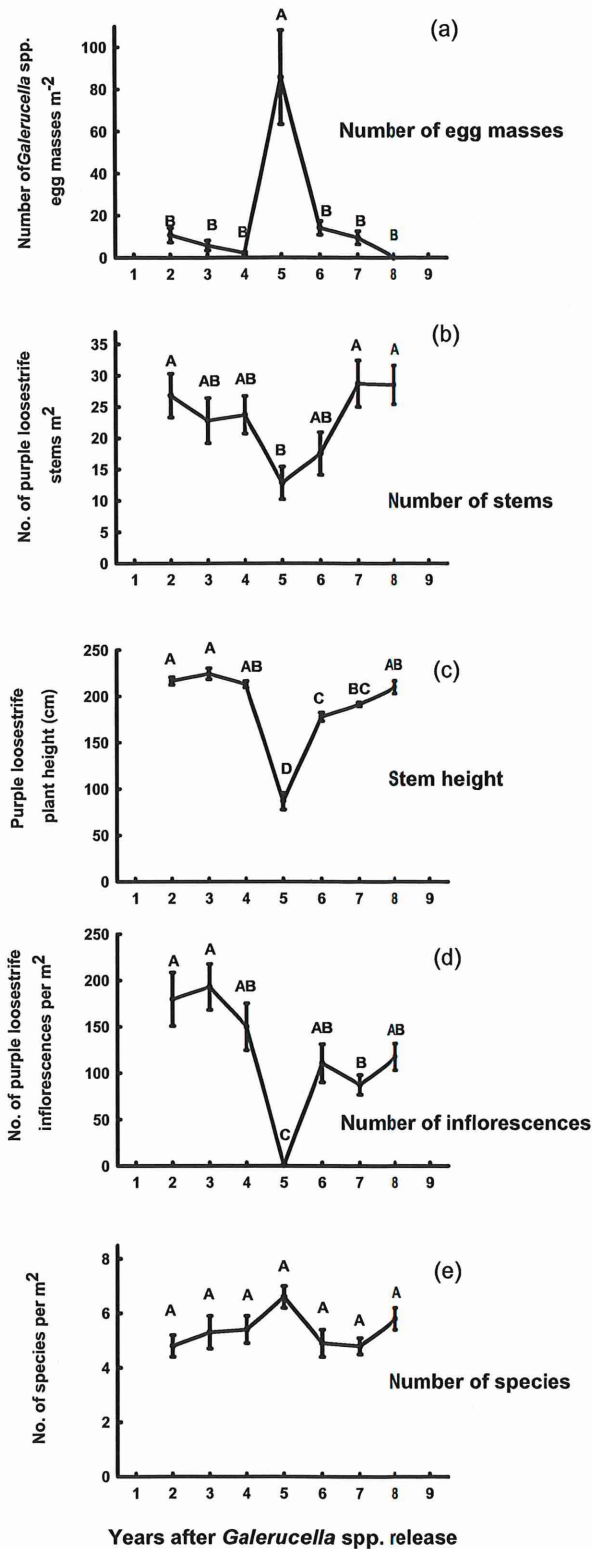 (a)
Number of Galerucella spp.
egg masses m-2
100
80
60
40
20
0
A
B
B
B
B
B
B
Number of egg masses
1 2 3 4 5 6 7 8 9
(b)
No. of purple loosestrife
stems m2
35
30
25
20
15
10
5
0
A
AB
AB
B
AB
A
A
Number of stems
1 2 3 4 5 6 7 8 9
(c)
Purple loosestrife
plant height (cm)
250
200
150
100
50
0
A
A
AB
D
C
BC
AB
Stem height
1 2 3 4 5 6 7 8 9
(d)
No. of purple loosestrife
inflorescences per m2
250
200
150
100
50
0
A
A
AB
C
AB
B
AB
Number of inflorescences
1 2 3 4 5 6 7 8 9
(e)
No. of species per m2
8
6
4
2
0
A
A
A
A
A
A
A
Number of species
1 2 3 4 5 6 7 8 9
Years after Galerucella spp. release